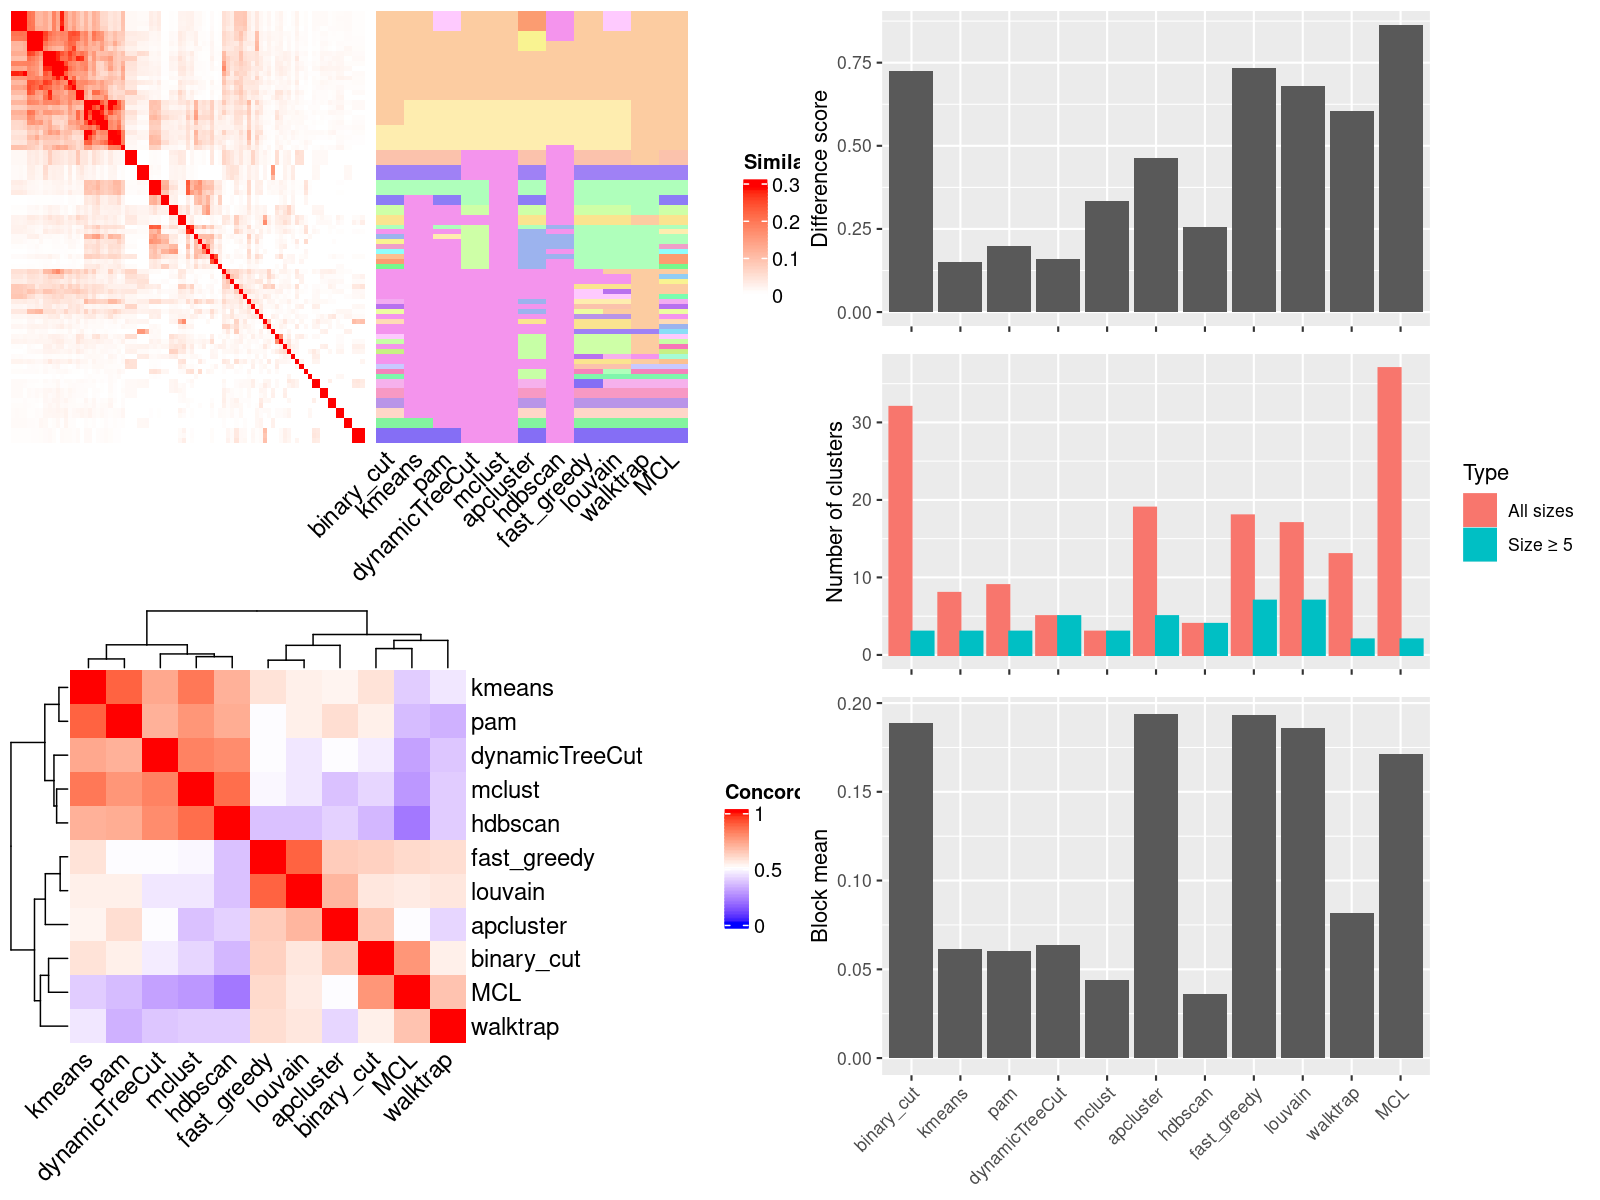 Simila
0.3
0.2
0.1
0
binary_cut
kmeans
pam
dynamicTreeCut
mclust
apcluster
hdbscan
fast_greedy
louvain
walktrap
MCL
kmeans
pam
dynamicTreeCut
mclust
hdbscan
fast_greedy
louvain
apcluster
binary_cut
MCL
walktrap
kmeans
pam
dynamicTreeCut
mclust
hdbscan
fast_greedy
louvain
apcluster
binary_cut
MCL
walktrap
Concord
1
0.5
0
Difference score
0.75
0.50
0.25
0.00
Number of clusters
30
20
10
0
Type
All sizes
Size ≥ 5
Block mean
0.20
0.15
0.10
0.05
0.00
binary_cut
kmeans
pam
dynamicTreeCut
mclust
apcluster
hdbscan
fast_greedy
louvain
walktrap
MCL